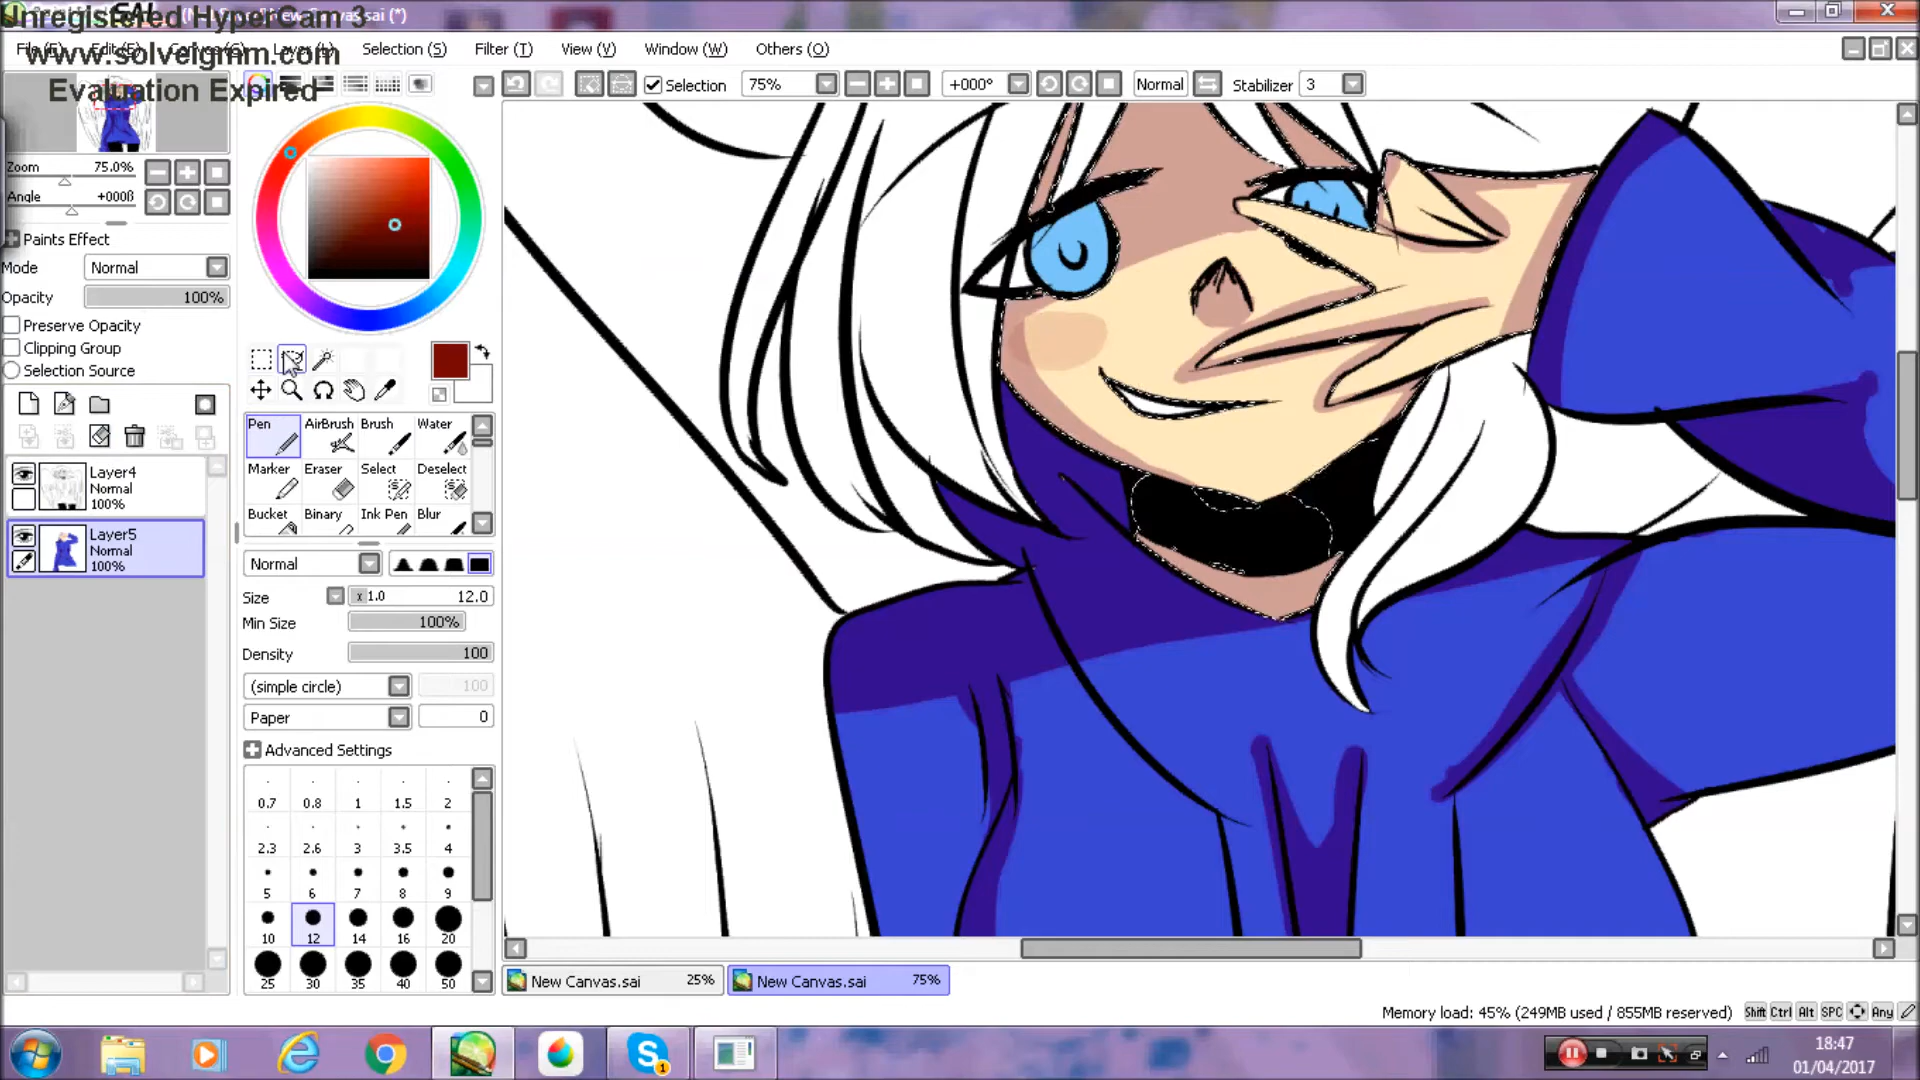 Unregistered HyperCam 3
www.solveigmm.com
Evaluation Expired
SAI
New Canvas.sai (*)
Selection (S) Filter (T) View (V) Window (W) Others (O)
Selection 75% +000° Normal Stabilizer 3
Zoom 75.0%
Angle +000ß
Paints Effect
Mode Normal
Opacity 100%
Preserve Opacity
Clipping Group
Selection Source
Layer4
Normal
100%
Layer5
Normal
100%
Pen AirBrush Brush Water
Marker Eraser Select Deselect
Bucket Binary Ink Pen Blur
Normal
Size x 1.0 12.0
Min Size 100%
Density 100
(simple circle) 100
Paper 0
Advanced Settings
0.7 0.8 1 1.5 2
2.3 2.6 3 3.5 4
5 6 7 8 9
10 12 14 16 20
25 30 35 40 50
New Canvas.sai 25% New Canvas.sai 75%
Memory load: 45% (249MB used / 855MB reserved) Shift Ctrl Alt SPC Any
18:47
01/04/2017